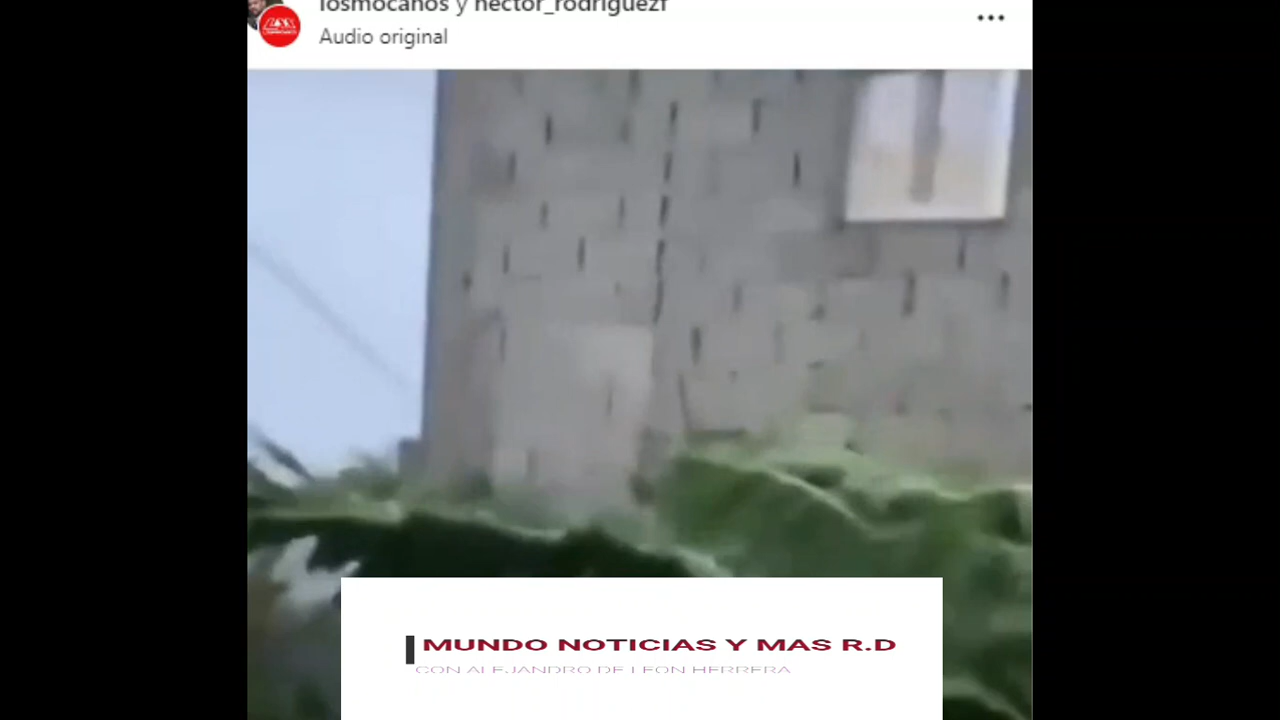 losmocanos y hector_rodriguezf
Audio original
MUNDO NOTICIAS Y MAS R.D
CON ALEJANDRO DE LEON HERRERA